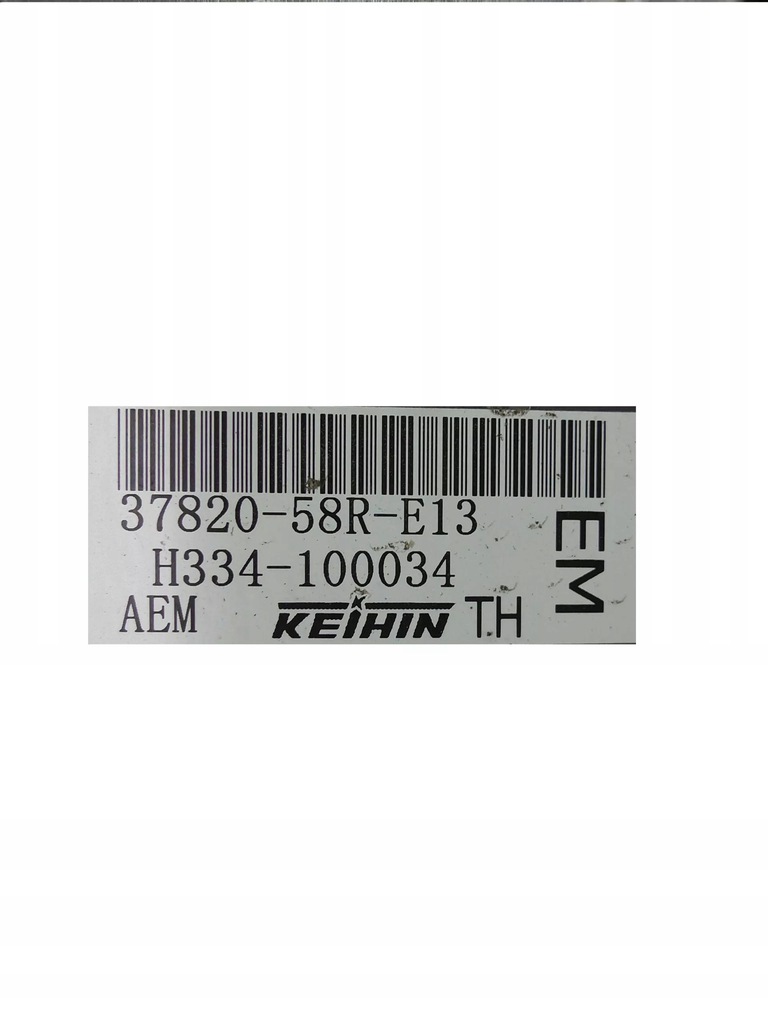 37820-58R-E13
H334-100034
AEM KEIHIN TH
EM